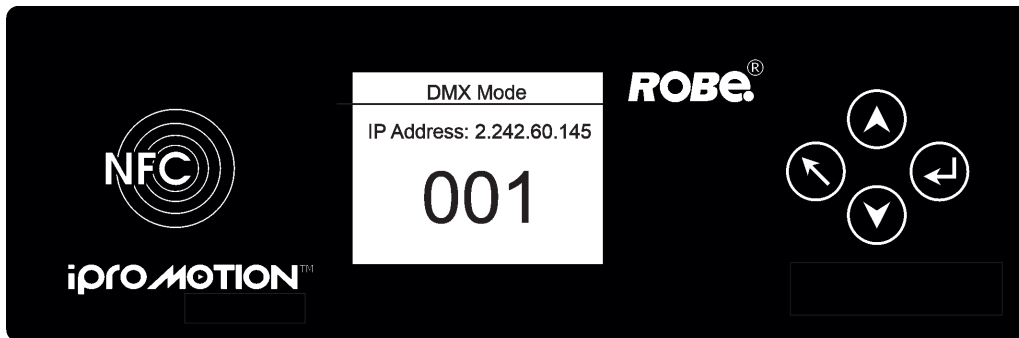 DMX Mode
IP Address: 2.242.60.145
001
ROBE®
NFC
iproMOTION™